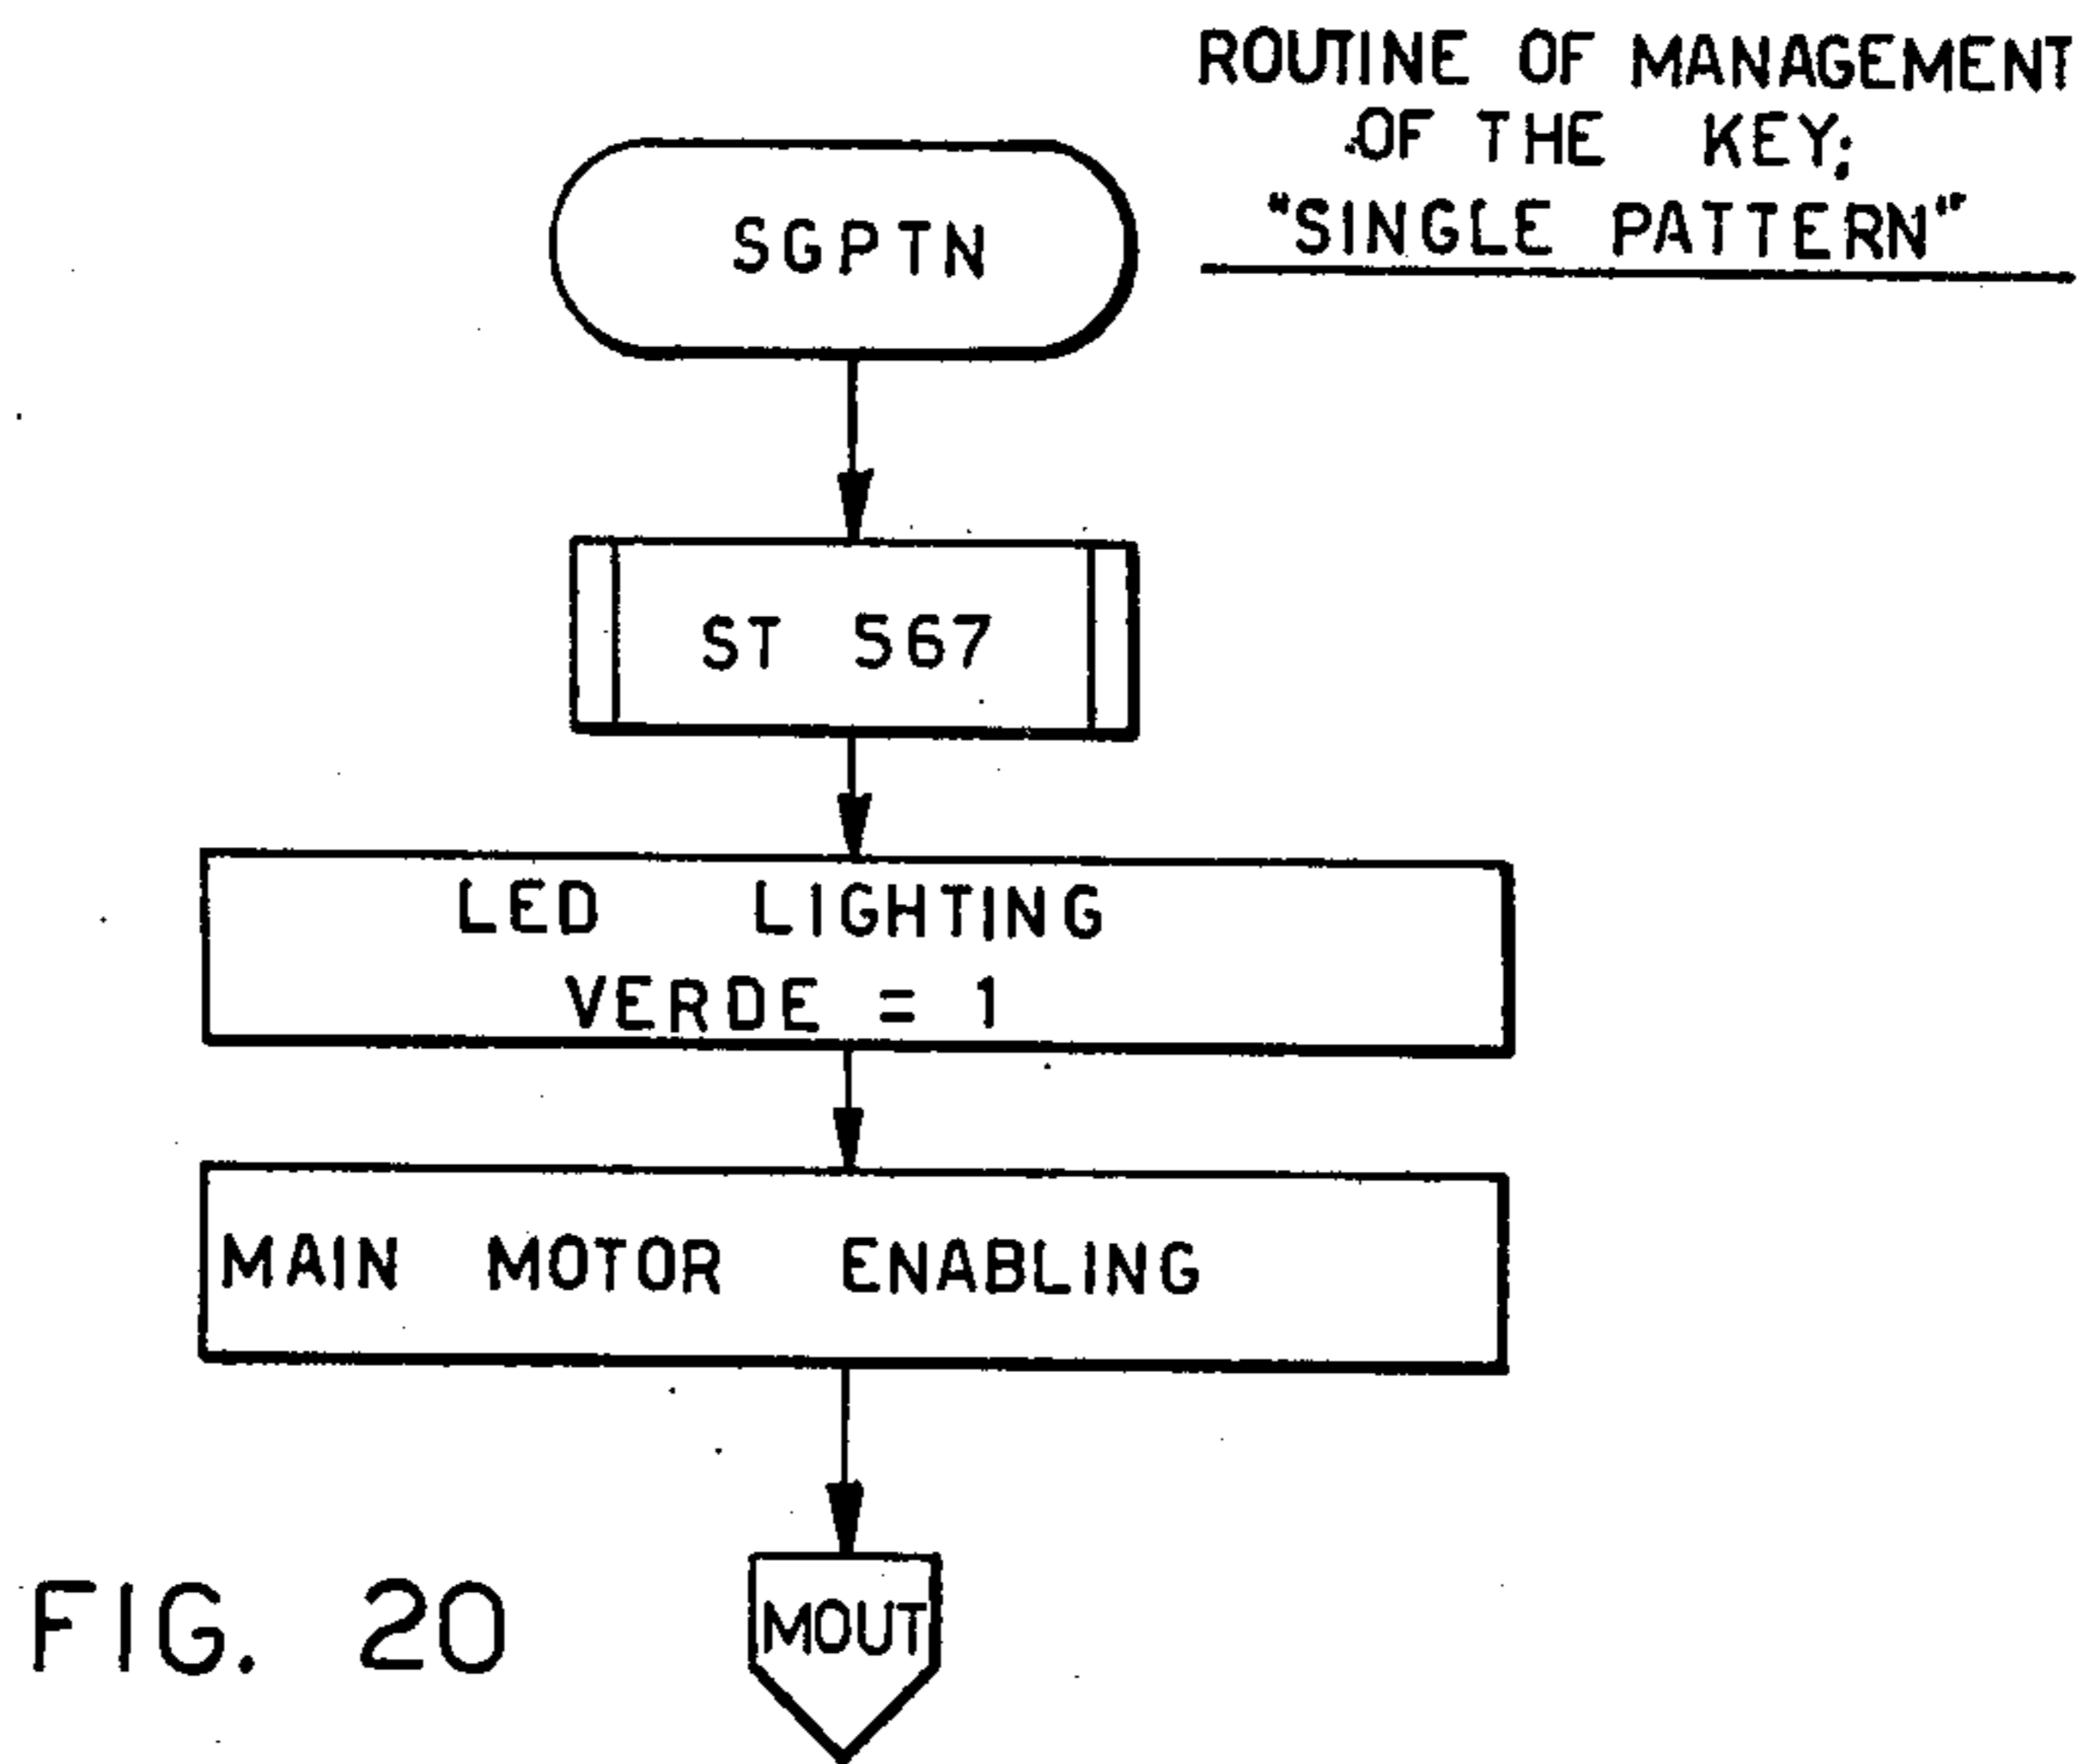 ROUTINE OF MANAGEMENT
OF THE KEY:
"SINGLE PATTERN"
SGPTN
ST 567
LED LIGHTING
VERDE = 1
MAIN MOTOR ENABLING
MOUT
FIG. 20